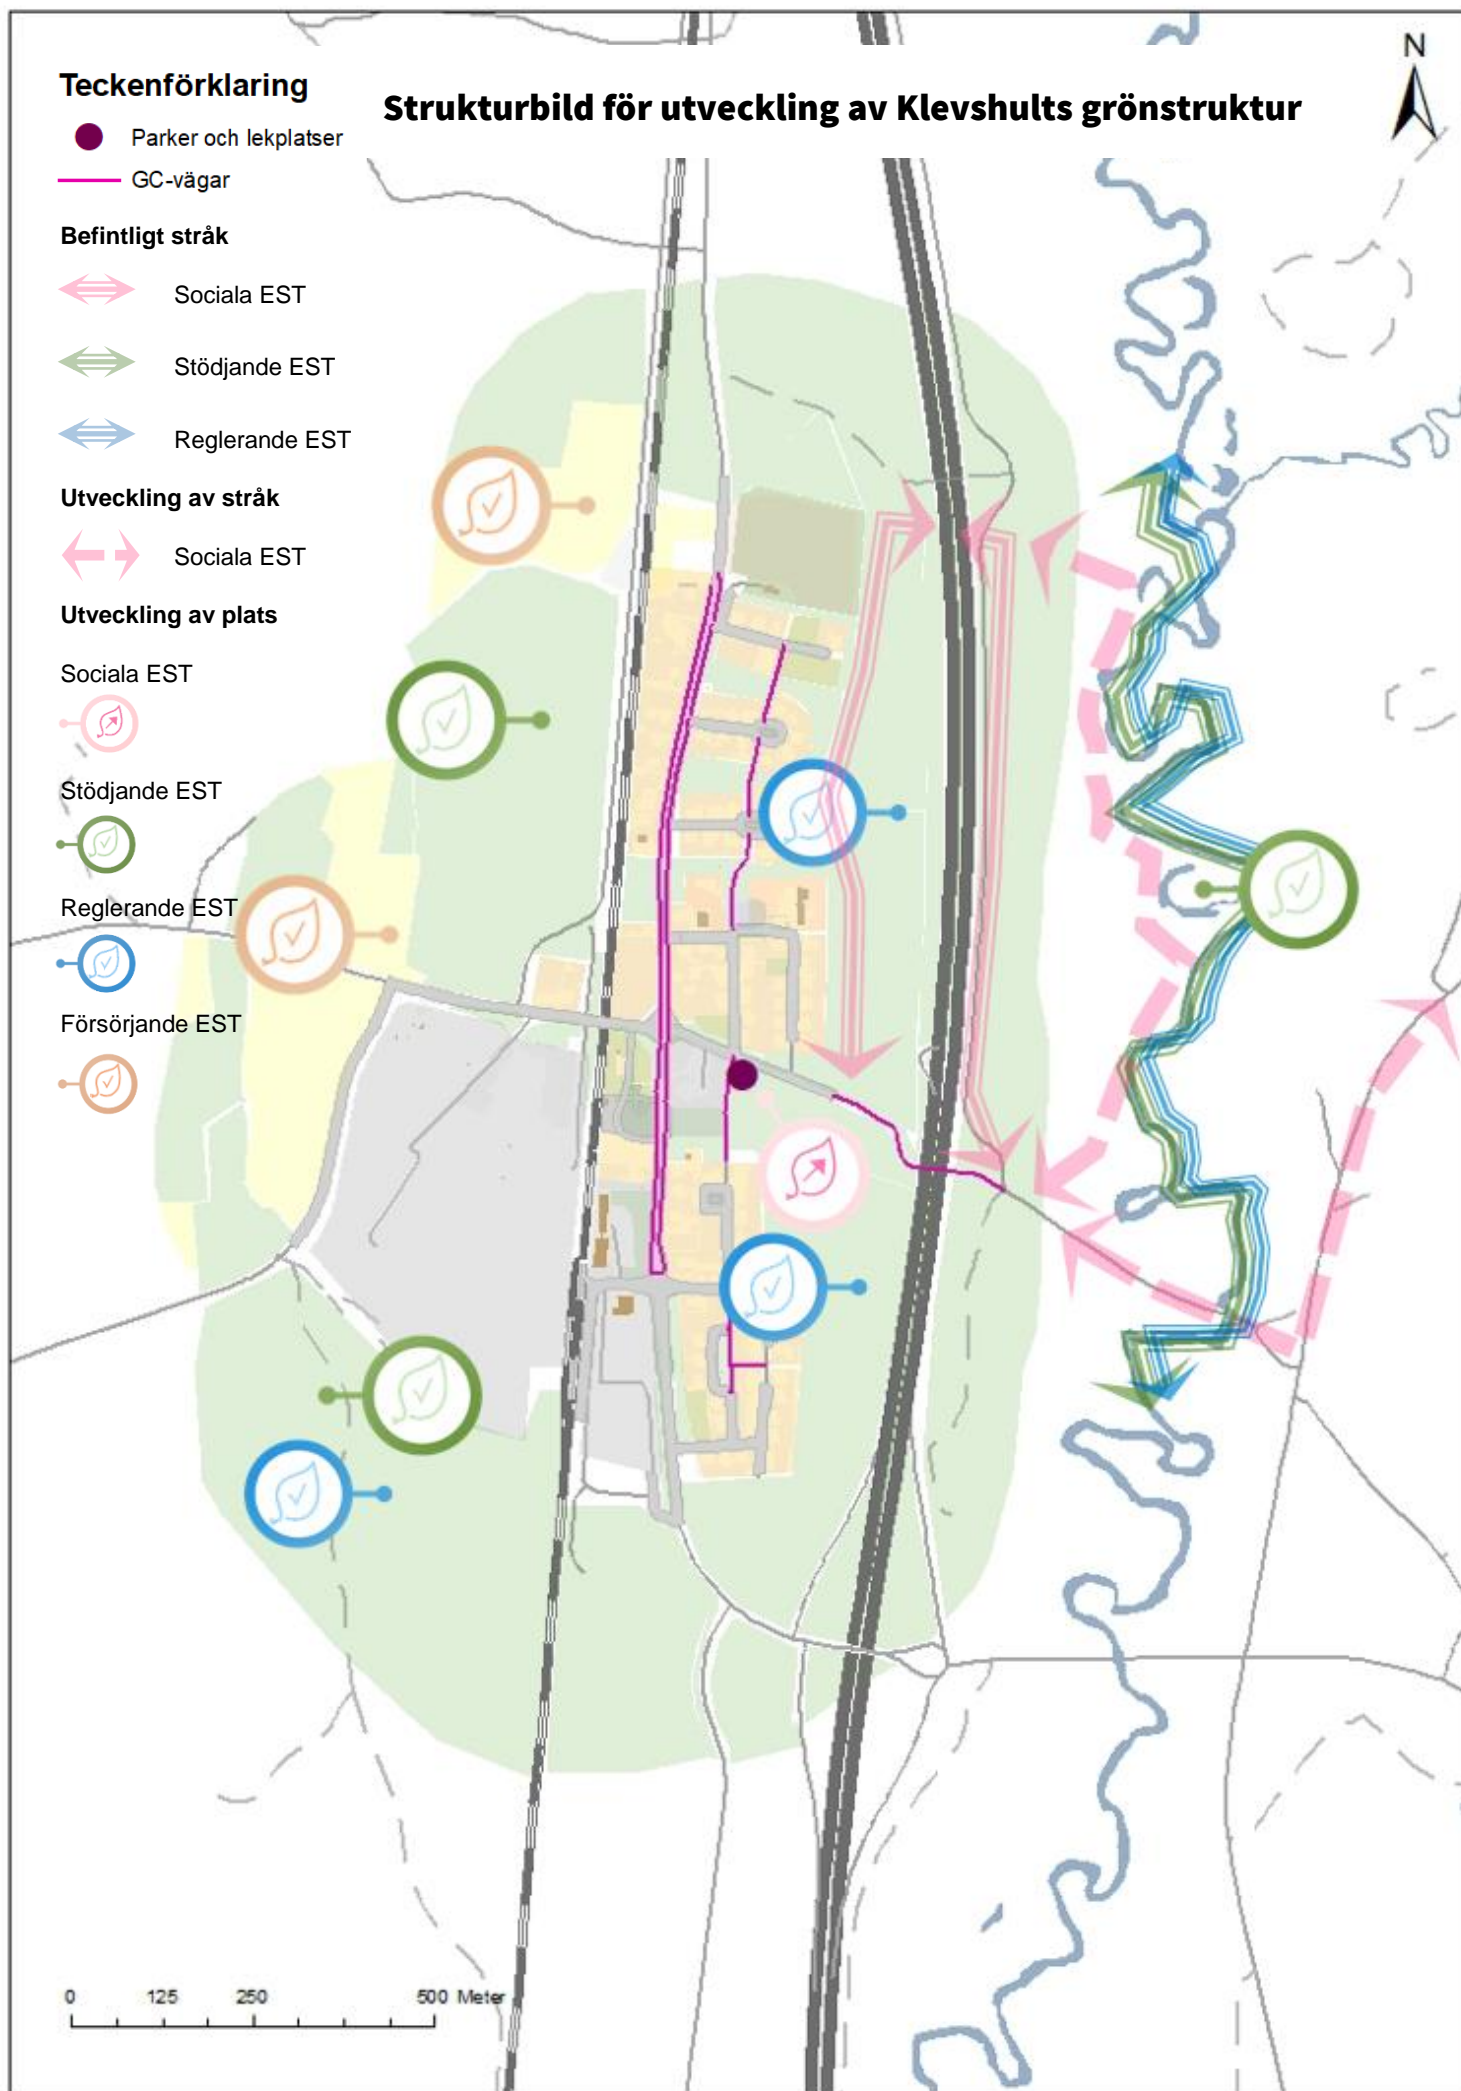 Teckenförklaring
Strukturbild för utveckling av Klevshults grönstruktur
N
Parker och lekplatser
GC-vägar
Befintligt stråk
Sociala EST
Stödjande EST
Reglerande EST
Utveckling av stråk
Sociala EST
Utveckling av plats
Sociala EST
Stödjande EST
Reglerande EST
Försörjande EST
0 125 250 500 Meter